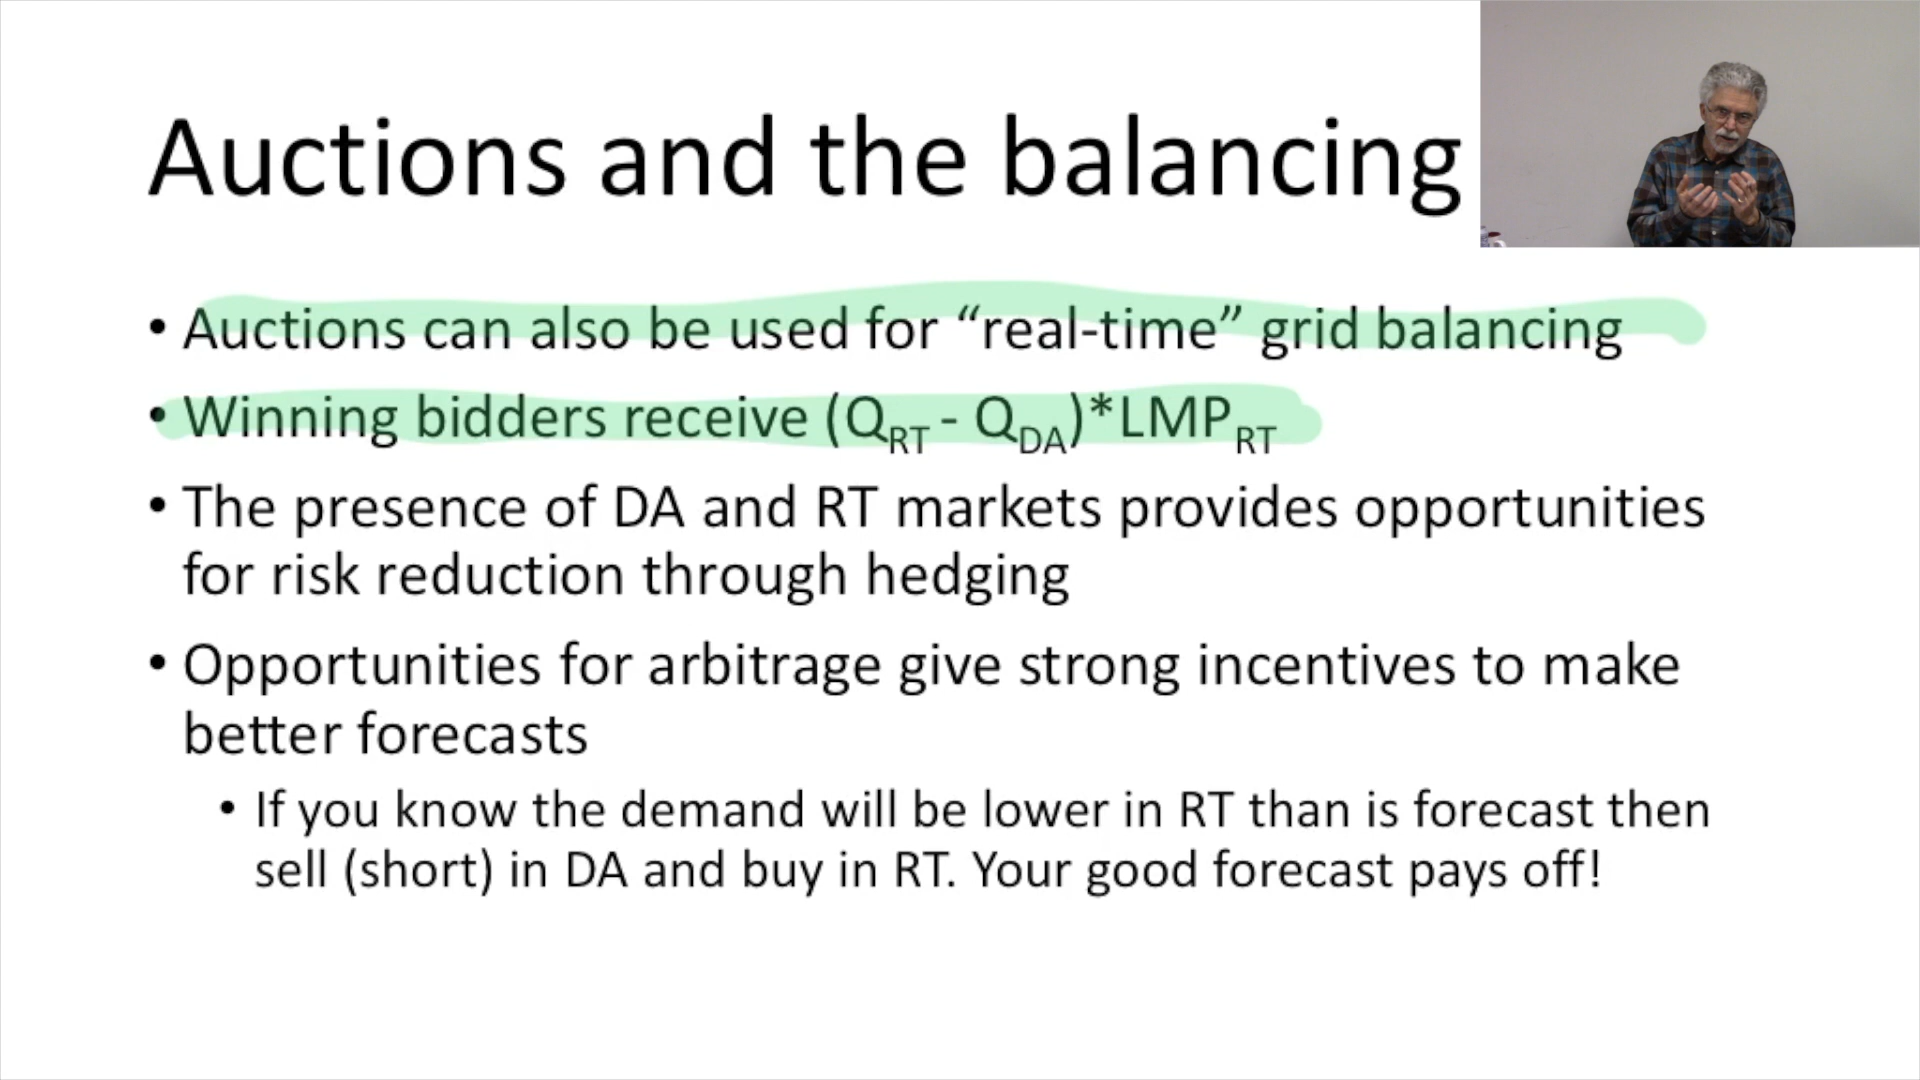 Auctions and the balancing
• Auctions can also be used for “real-time” grid balancing
• Winning bidders receive (QRT - QDA)*LMPRT
• The presence of DA and RT markets provides opportunities
for risk reduction through hedging
• Opportunities for arbitrage give strong incentives to make
better forecasts
• If you know the demand will be lower in RT than is forecast then
sell (short) in DA and buy in RT. Your good forecast pays off!